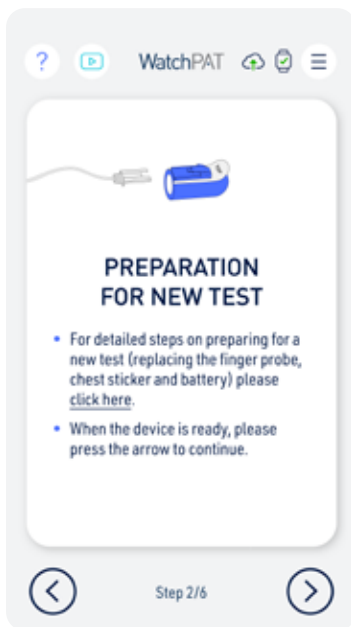 ?
WatchPAT
PREPARATION
FOR NEW TEST
• For detailed steps on preparing for a
new test (replacing the finger probe,
chest sticker and battery) please
click here.
• When the device is ready, please
press the arrow to continue.
Step 2/6